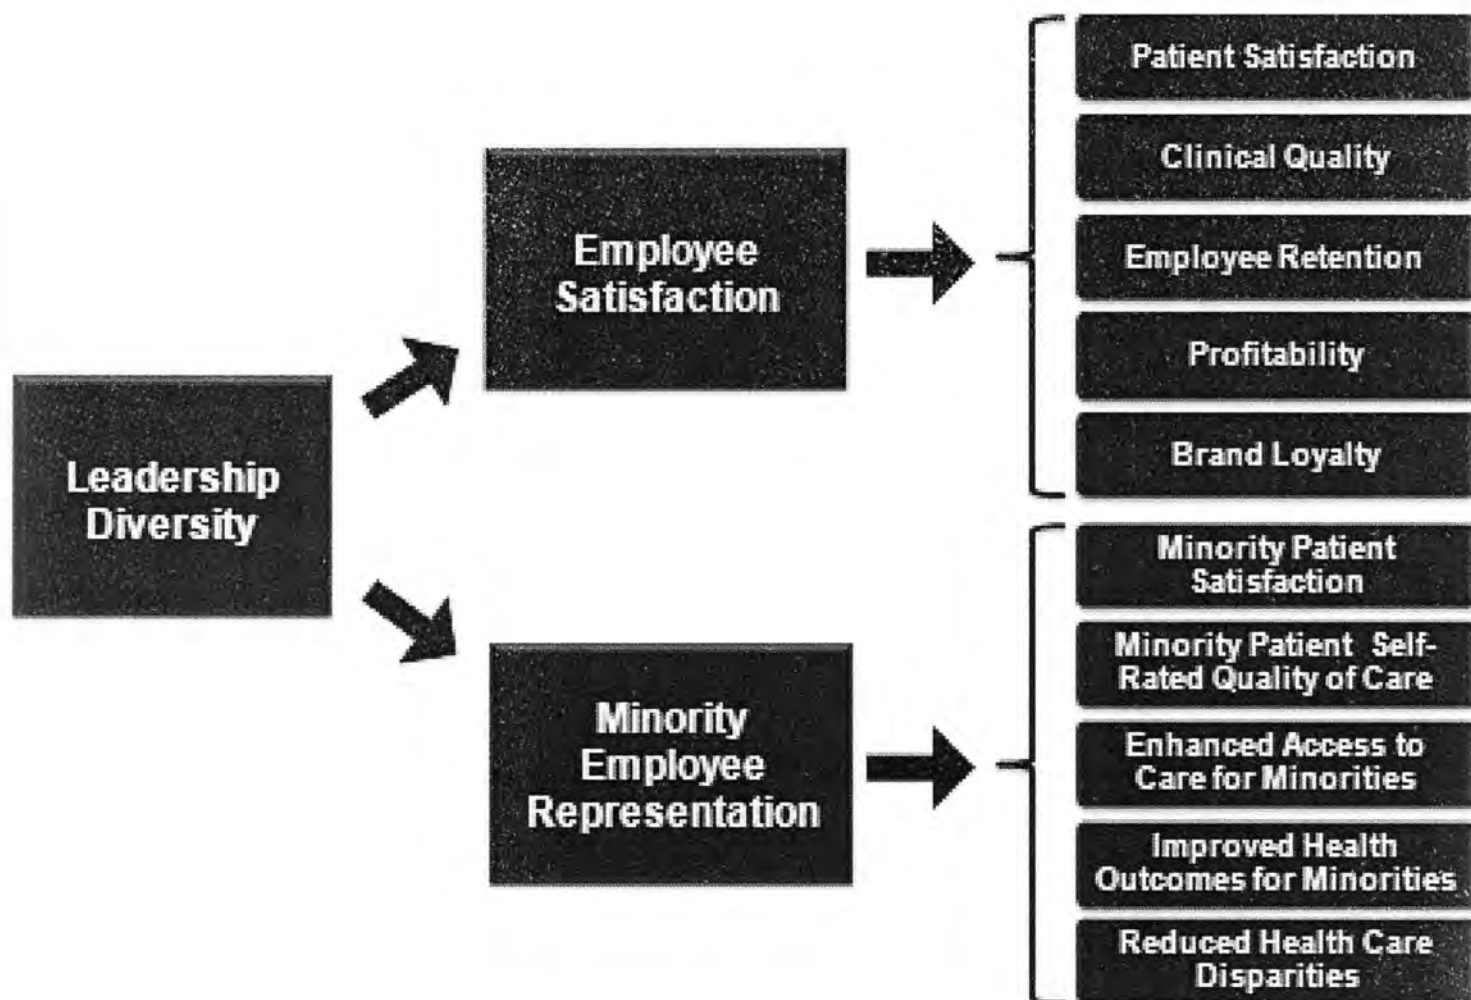 Leadership
Diversity
Employee
Satisfaction
Patient Satisfaction
Clinical Quality
Employee Retention
Profitability
Brand Loyalty
Minority
Employee
Representation
Minority Patient
Satisfaction
Minority Patient Self-
Rated Quality of Care
Enhanced Access to
Care for Minorities
Improved Health
Outcomes for Minorities
Reduced Health Care
Disparities